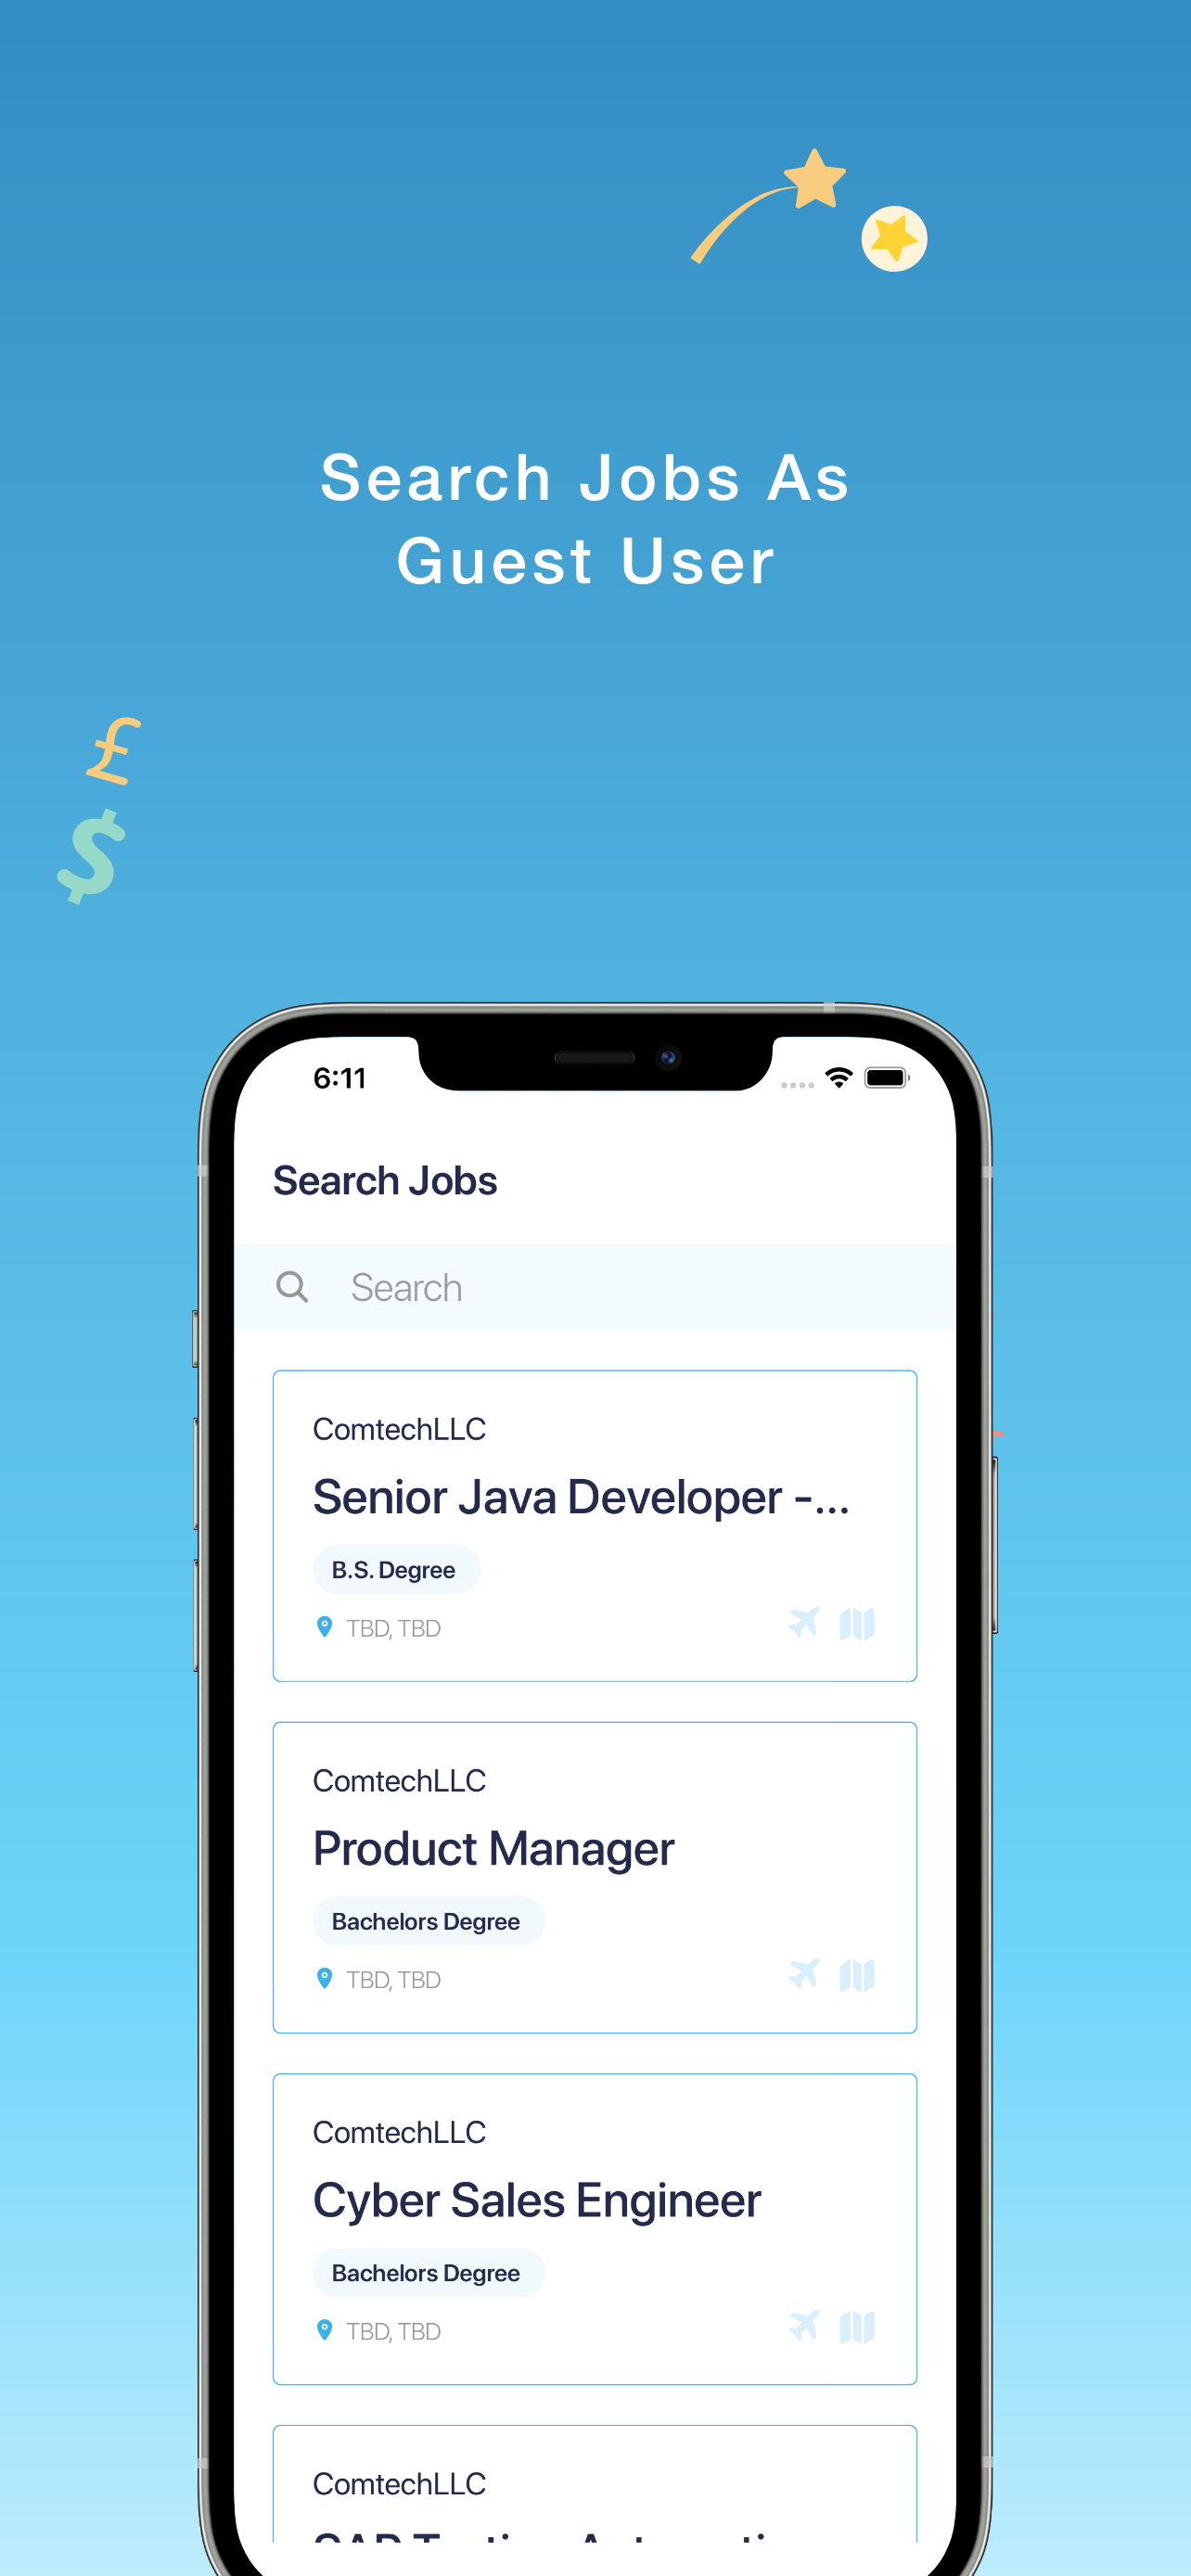 Search Jobs As
Guest User
£
$
6:11
Search Jobs
Search
ComtechLLC
Senior Java Developer -...
B.S. Degree
TBD, TBD
ComtechLLC
Product Manager
Bachelors Degree
TBD, TBD
ComtechLLC
Cyber Sales Engineer
Bachelors Degree
TBD, TBD
ComtechLLC